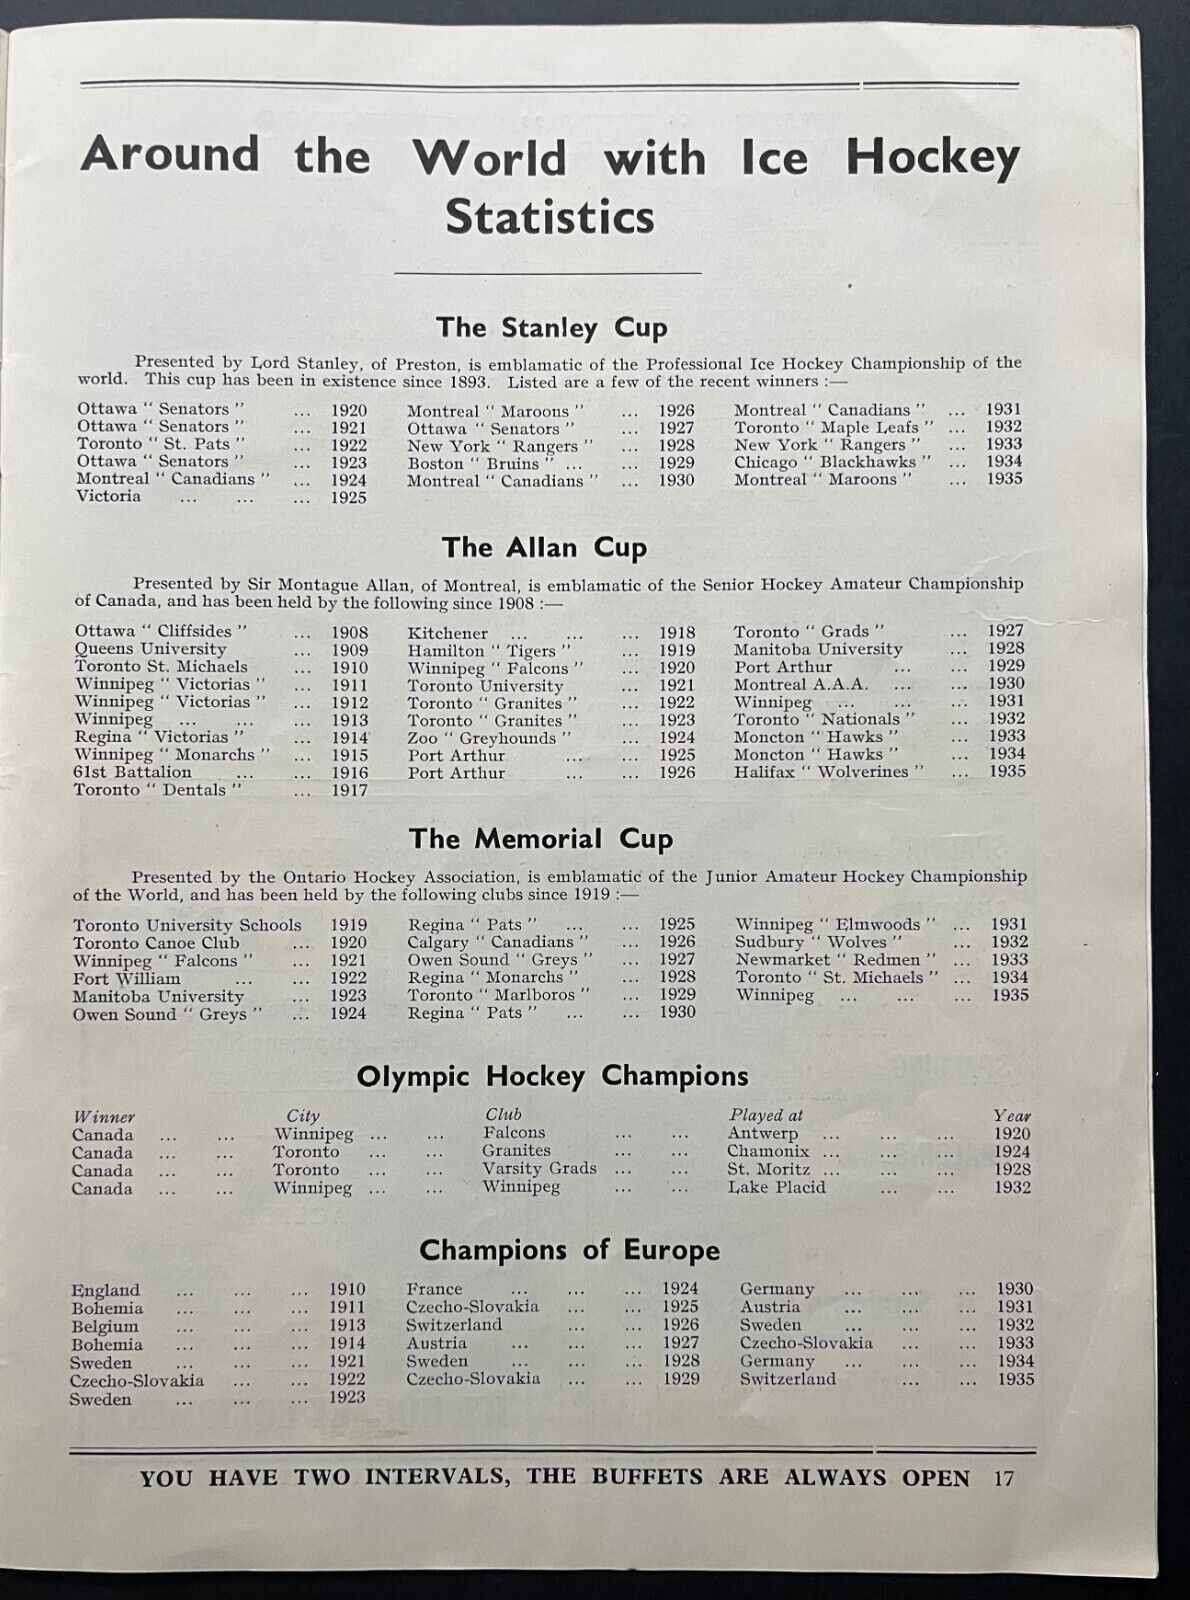 Around the World with Ice Hockey
Statistics
The Stanley Cup
Presented by Lord Stanley, of Preston, is emblamatic of the Professional Ice Hockey Championship of the
world. This cup has been in existence since 1893. Listed are a few of the recent winners :—
Ottawa " Senators " ... 1920 Montreal " Maroons " ... 1926 Montreal " Canadians " ... 1931
Ottawa " Senators " ... 1921 Ottawa " Senators " ... 1927 Toronto " Maple Leafs " ... 1932
Toronto " St. Pats " ... 1922 New York " Rangers " ... 1928 New York " Rangers " ... 1933
Ottawa " Senators " ... 1923 Boston " Bruins " ... ... 1929 Chicago " Blackhawks " ... 1934
Montreal " Canadians " ... 1924 Montreal " Canadians " ... 1930 Montreal " Maroons " ... 1935
Victoria ... ... ... 1925
The Allan Cup
Presented by Sir Montague Allan, of Montreal, is emblamatic of the Senior Hockey Amateur Championship
of Canada, and has been held by the following since 1908 :—
Ottawa " Cliffsides " ... 1908 Kitchener ... ... ... 1918 Toronto " Grads " ... 1927
Queens University ... 1909 Hamilton " Tigers " ... 1919 Manitoba University ... 1928
Toronto St. Michaels ... 1910 Winnipeg " Falcons " ... 1920 Port Arthur ... ... 1929
Winnipeg " Victorias " ... 1911 Toronto University ... 1921 Montreal A.A.A. ... ... 1930
Winnipeg " Victorias " ... 1912 Toronto " Granites " ... 1922 Winnipeg ... ... ... 1931
Winnipeg ... ... ... 1913 Toronto " Granites " ... 1923 Toronto " Nationals " ... 1932
Regina " Victorias " ... 1914 Zoo " Greyhounds " ... 1924 Moncton " Hawks " ... 1933
Winnipeg " Monarchs " ... 1915 Port Arthur ... ... 1925 Moncton " Hawks " ... 1934
61st Battalion ... ... 1916 Port Arthur ... ... 1926 Halifax " Wolverines " ... 1935
Toronto " Dentals " ... 1917
The Memorial Cup
Presented by the Ontario Hockey Association, is emblamatic of the Junior Amateur Hockey Championship
of the World, and has been held by the following clubs since 1919 :—
Toronto University Schools 1919 Regina " Pats " ... ... 1925 Winnipeg " Elmwoods " ... 1931
Toronto Canoe Club ... 1920 Calgary " Canadians " ... 1926 Sudbury " Wolves " ... 1932
Winnipeg " Falcons " ... 1921 Owen Sound " Greys " ... 1927 Newmarket " Redmen " ... 1933
Fort William ... ... 1922 Regina " Monarchs " ... 1928 Toronto " St. Michaels " ... 1934
Manitoba University ... 1923 Toronto " Marlboros " ... 1929 Winnipeg ... ... ... 1935
Owen Sound " Greys " ... 1924 Regina " Pats " ... ... 1930
Olympic Hockey Champions
Winner City Club Played at Year
Canada ... ... Winnipeg ... ... Falcons ... ... Antwerp ... ... ... 1920
Canada ... ... Toronto ... ... Granites ... ... Chamonix ... ... ... 1924
Canada ... ... Toronto ... ... Varsity Grads ... ... St. Moritz ... ... ... 1928
Canada ... ... Winnipeg ... ... Winnipeg ... ... Lake Placid ... ... 1932
Champions of Europe
England ... ... ... 1910 France ... ... ... 1924 Germany ... ... ... 1930
Bohemia ... ... ... 1911 Czecho-Slovakia ... ... 1925 Austria ... ... ... 1931
Belgium ... ... ... 1913 Switzerland ... ... 1926 Sweden ... ... ... 1932
Bohemia ... ... ... 1914 Austria ... ... ... 1927 Czecho-Slovakia ... ... 1933
Sweden ... ... ... 1921 Sweden ... ... ... 1928 Germany ... ... ... 1934
Czecho-Slovakia ... ... 1922 Czecho-Slovakia ... ... 1929 Switzerland ... ... 1935
Sweden ... ... ... 1923
YOU HAVE TWO INTERVALS, THE BUFFETS ARE ALWAYS OPEN 17